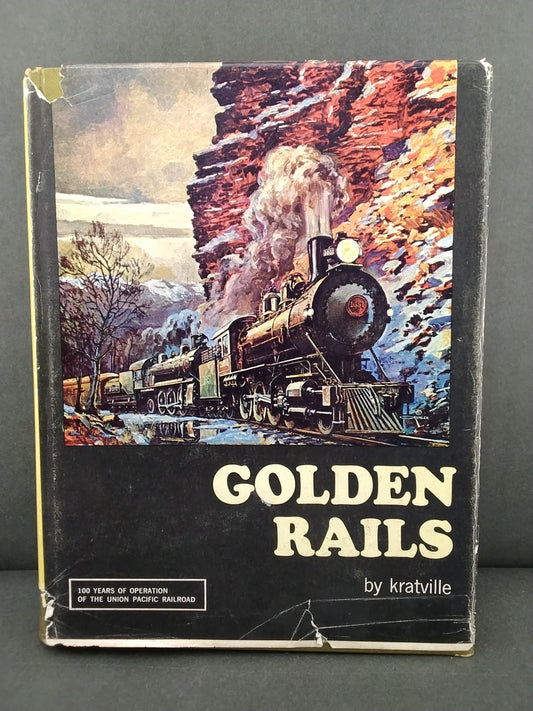 GOLDEN
RAILS
by kratville
100 YEARS OF OPERATION
OF THE UNION PACIFIC RAILROAD